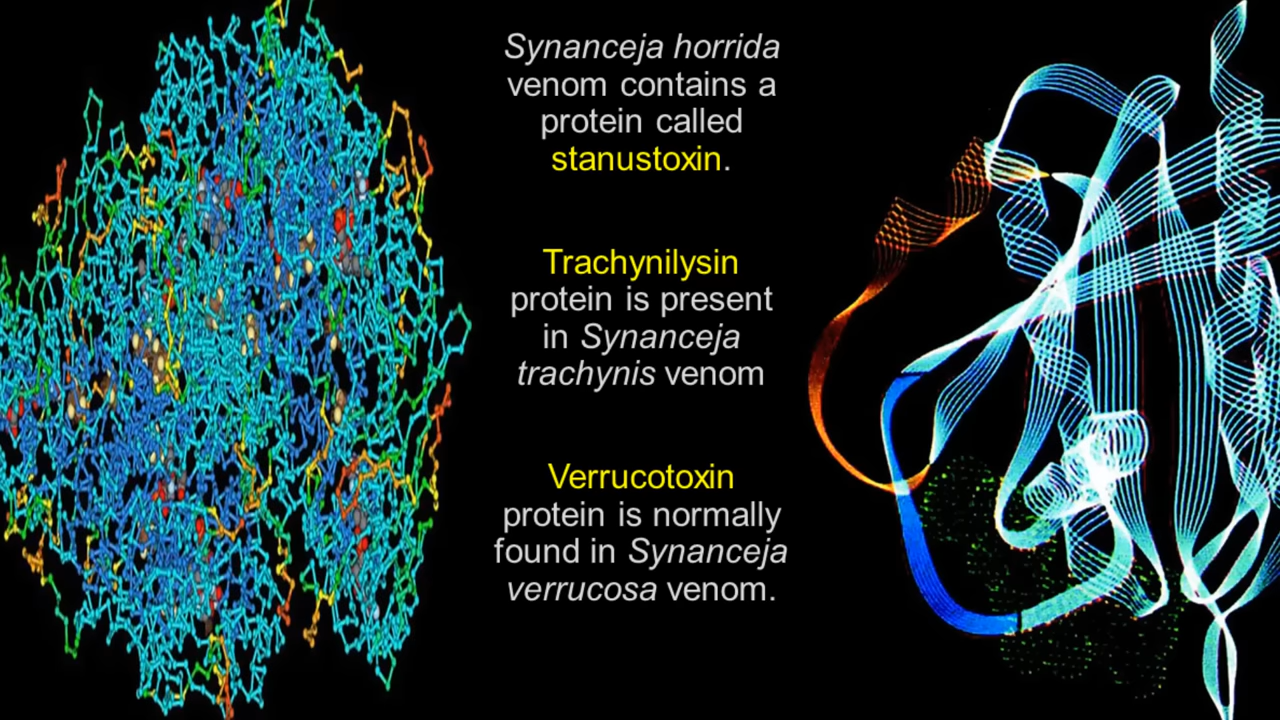 Synanceja horrida
venom contains a
protein called
stanustoxin.
Trachynilysin
protein is present
in Synanceja
trachynis venom
Verrucotoxin
protein is normally
found in Synanceja
verrucosa venom.